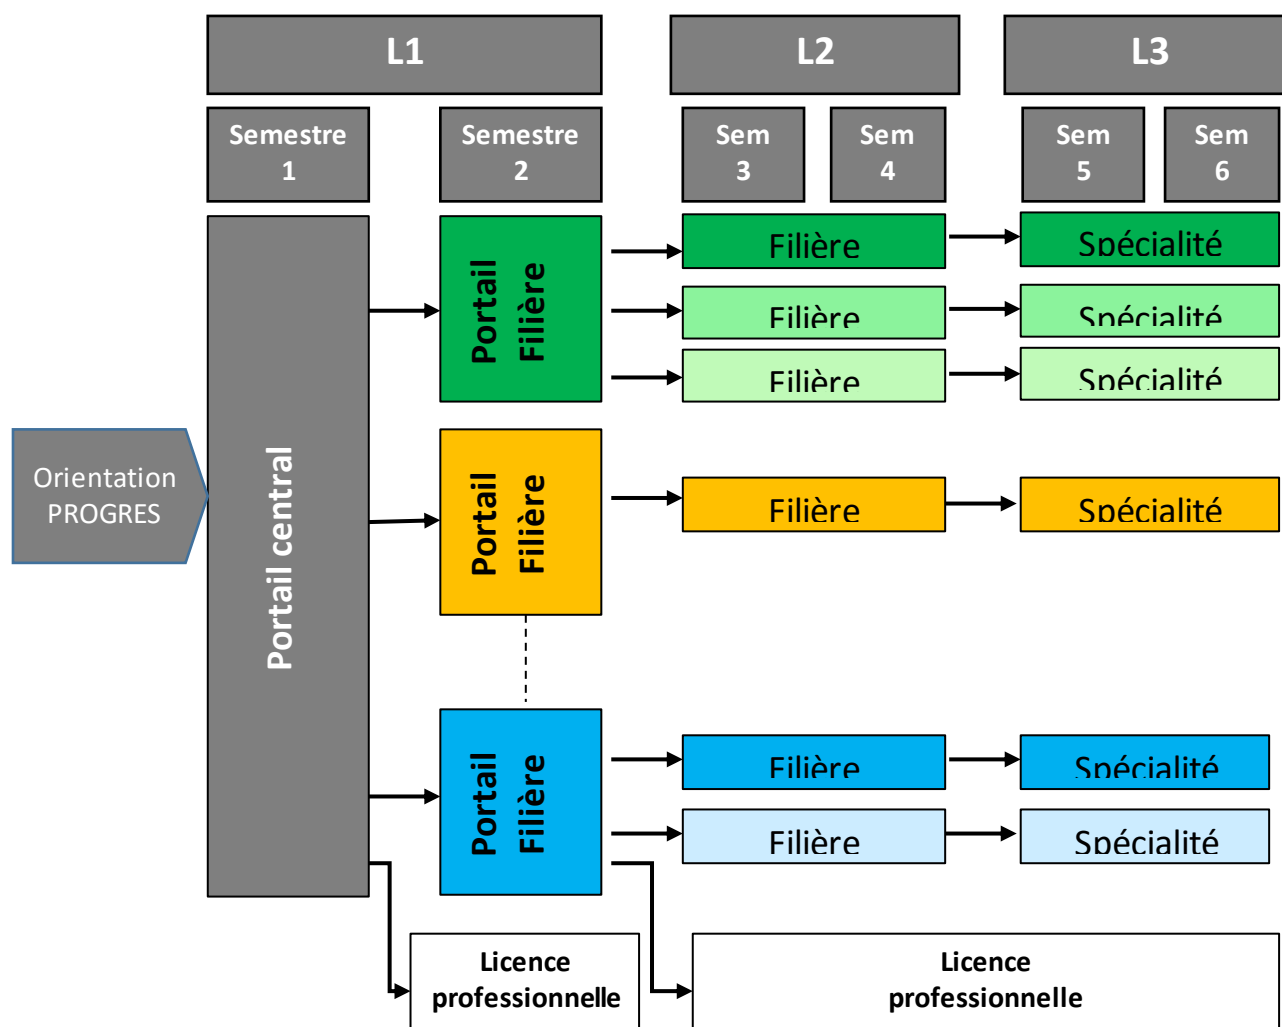 L1
L2
L3
Semestre
1
Semestre
2
Sem
3
Sem
4
Sem
5
Sem
6
Orientation
PROGRES
Portail central
Portail
Filière
Filière
Spécialité
Filière
Spécialité
Filière
Spécialité
Portail
Filière
Filière
Spécialité
Portail
Filière
Filière
Spécialité
Filière
Spécialité
Licence
professionnelle
Licence
professionnelle